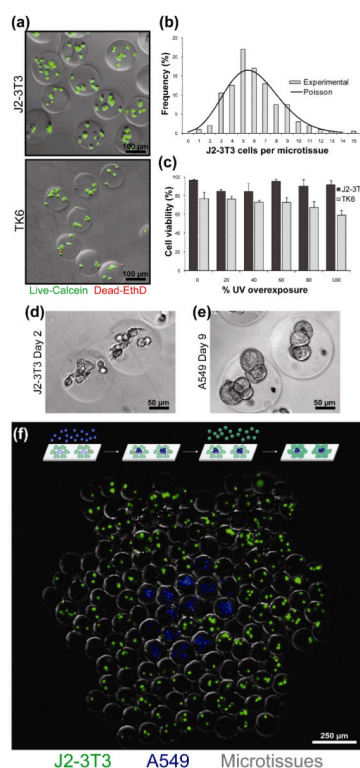 (a)
J2-3T3
100 µm
TK6
100 µm
Live-Calcein Dead-EthD
(b)
Frequency (%)
25
20
15
10
5
0
Experimental
Poisson
0 1 2 3 4 5 6 7 8 9 10 11 12 13 14 15
J2-3T3 cells per microtissue
(c)
Cell viability (%)
100
80
60
40
20
0
J2-3T
TK6
0 20 40 60 80 100
% UV overexposure
(d)
J2-3T3 Day 2
50 µm
(e)
A549 Day 9
50 µm
(f)
250 µm
J2-3T3 A549 Microtissues